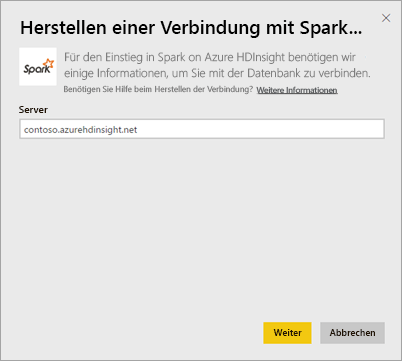 Herstellen einer Verbindung mit Spark...
Spark
Für den Einstieg in Spark on Azure HDInsight benötigen wir
einige Informationen, um Sie mit der Datenbank zu verbinden.
Benötigen Sie Hilfe beim Herstellen der Verbindung? Weitere Informationen
Server
contoso.azurehdinsight.net
Weiter Abbrechen